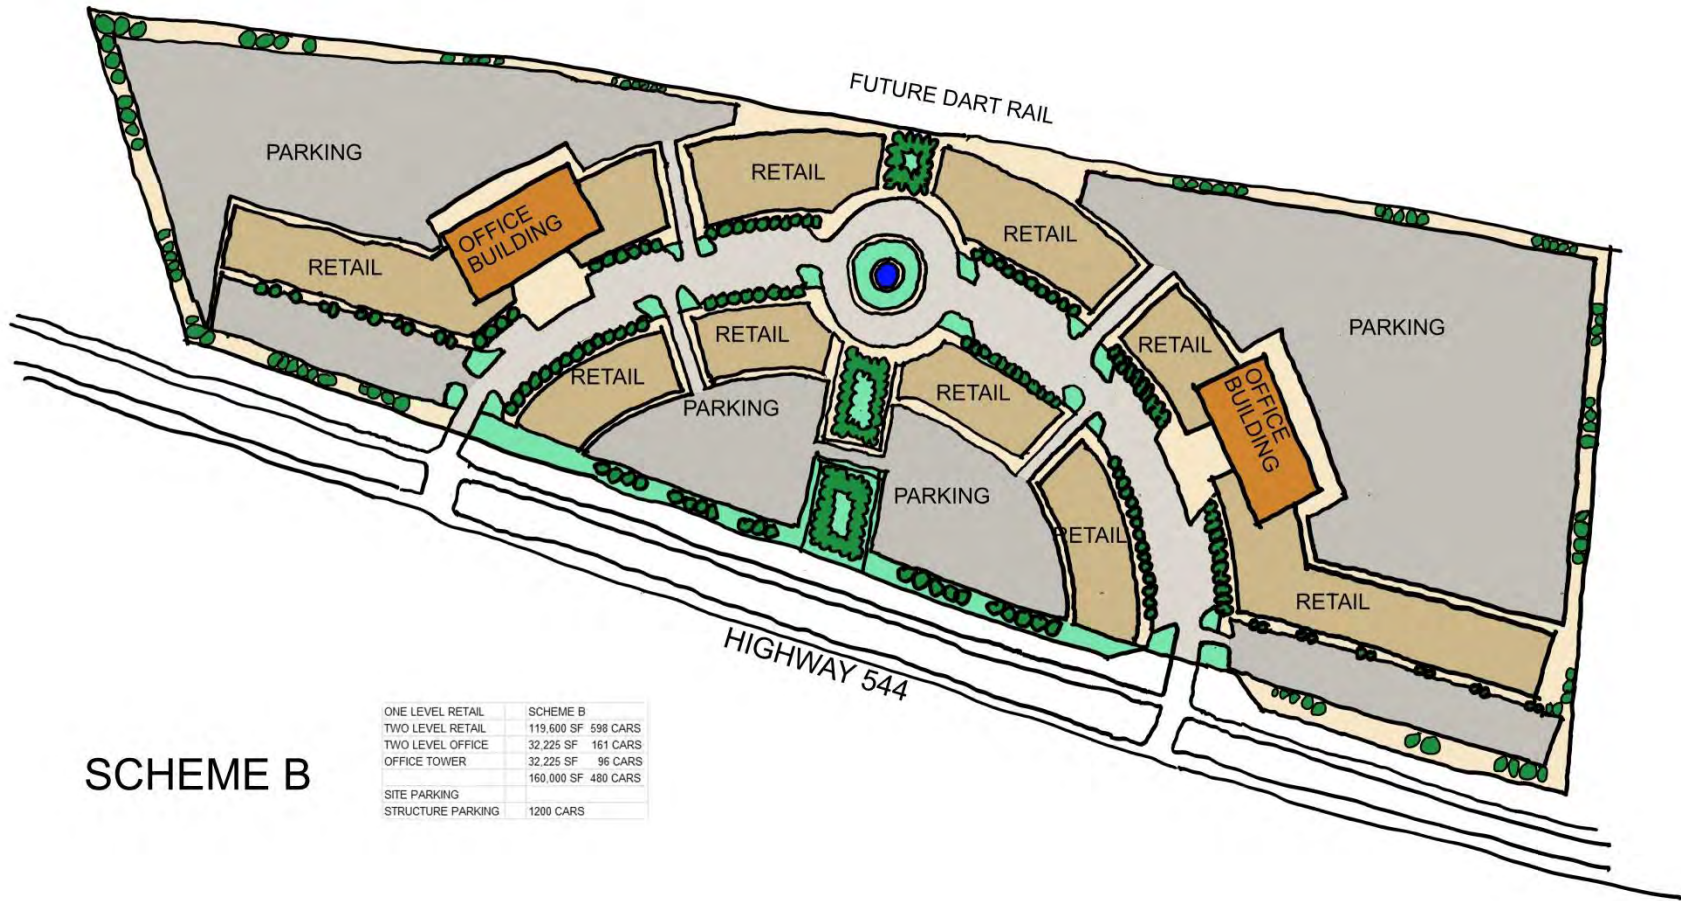 FUTURE DART RAIL
PARKING
RETAIL
OFFICE
BUILDING
RETAIL
RETAIL
PARKING
RETAIL
RETAIL
OFFICE
BUILDING
RETAIL
RETAIL
RETAIL
PARKING
PARKING
RETAIL
RETAIL
HIGHWAY 544
SCHEME B
ONE LEVEL RETAIL SCHEME B
TWO LEVEL RETAIL 119,600 SF 598 CARS
TWO LEVEL OFFICE 32,225 SF 161 CARS
OFFICE TOWER 32,225 SF 96 CARS
160,000 SF 480 CARS
SITE PARKING
STRUCTURE PARKING 1200 CARS